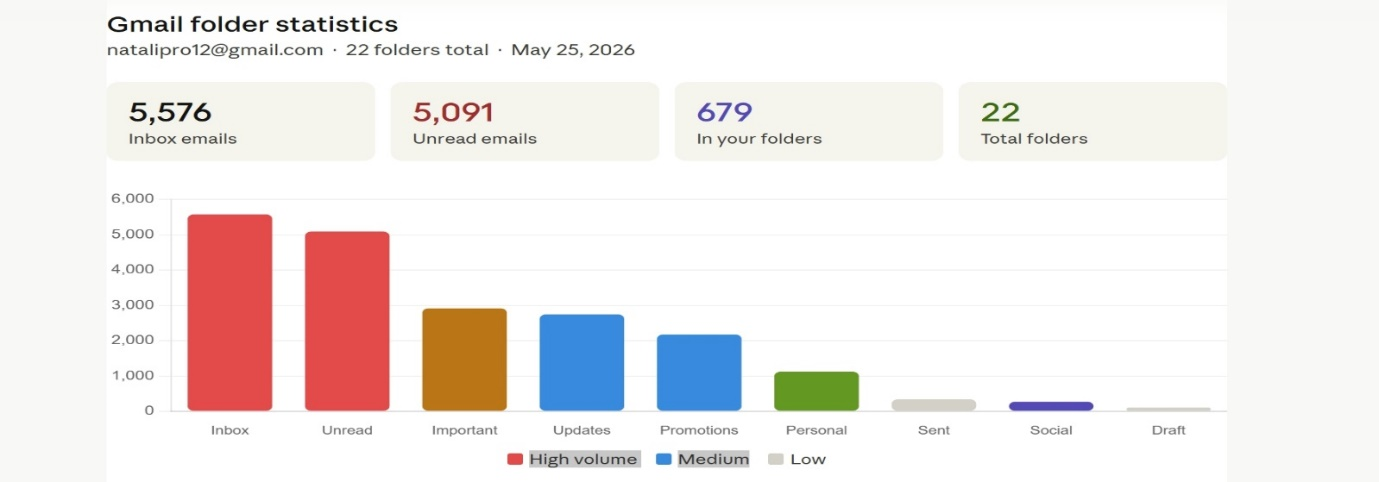 Gmail folder statistics
natalipro12@gmail.com · 22 folders total · May 25, 2026
5,576
Inbox emails
5,091
Unread emails
679
In your folders
22
Total folders
6,000
5,000
4,000
3,000
2,000
1,000
0
Inbox Unread Important Updates Promotions Personal Sent Social Draft
High volume Medium Low